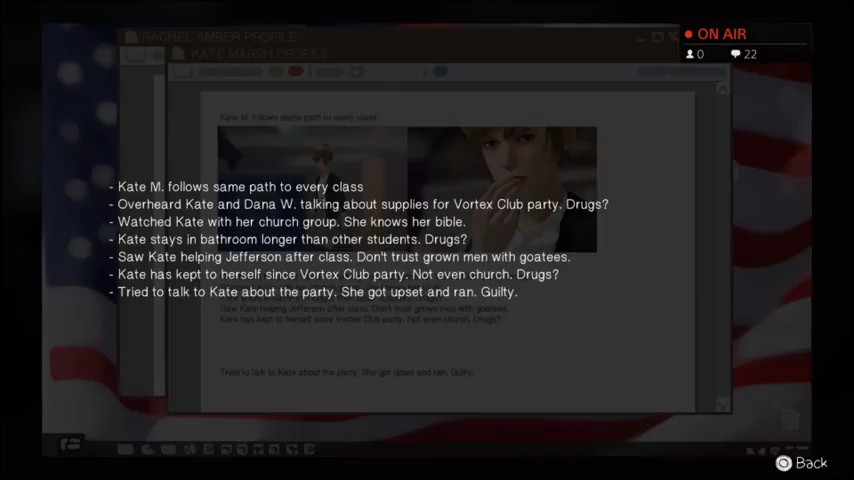 RACHEL AMBER PROFILE
KATE MARSH PROFILE
ON AIR
0 22
Kate M. follows same path to every class
- Kate M. follows same path to every class
- Overheard Kate and Dana W. talking about supplies for Vortex Club party. Drugs?
- Watched Kate with her church group. She knows her bible.
- Kate stays in bathroom longer than other students. Drugs?
- Saw Kate helping Jefferson after class. Don't trust grown men with goatees.
- Kate has kept to herself since Vortex Club party. Not even church. Drugs?
- Tried to talk to Kate about the party. She got upset and ran. Guilty.
Saw Kate helping Jefferson after class. Don't trust grown men with goatees.
Kate has kept to herself since Vortex Club party. Not even church. Drugs?
Tried to talk to Kate about the party. She got upset and ran. Guilty.
Back